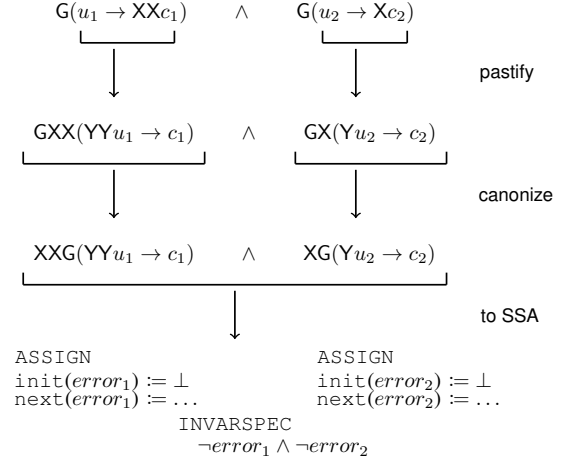 G(u₁ → XXc₁) ∧ G(u₂ → Xc₂)
pastify
GXX(YYu₁ → c₁) ∧ GX(Yu₂ → c₂)
canonize
XXG(YYu₁ → c₁) ∧ XG(Yu₂ → c₂)
to SSA
ASSIGN ASSIGN
init(error₁) := ⊥ init(error₂) := ⊥
next(error₁) := ... next(error₂) := ...
INVARSPEC
¬error₁ ∧ ¬error₂